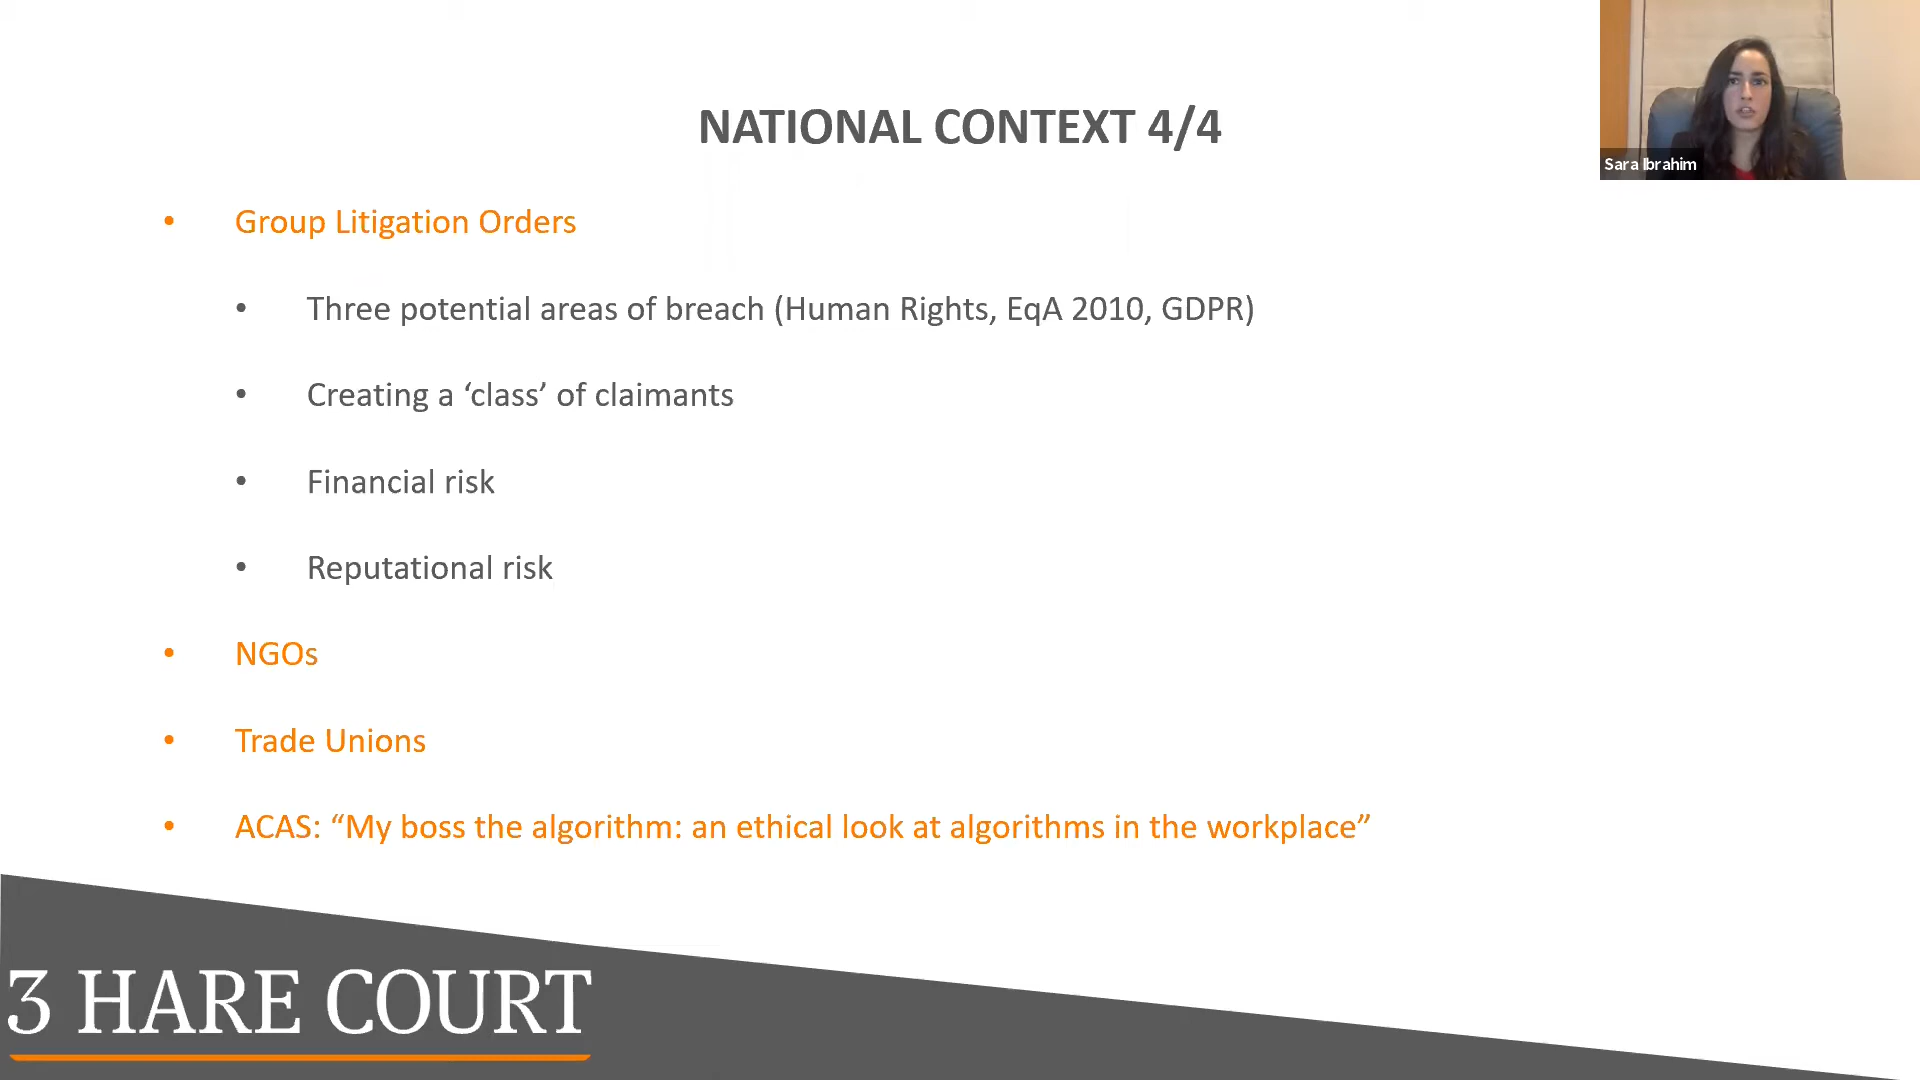 NATIONAL CONTEXT 4/4
Sara Ibrahim
• Group Litigation Orders
• Three potential areas of breach (Human Rights, EqA 2010, GDPR)
• Creating a ‘class’ of claimants
• Financial risk
• Reputational risk
• NGOs
• Trade Unions
• ACAS: “My boss the algorithm: an ethical look at algorithms in the workplace”
3 HARE COURT